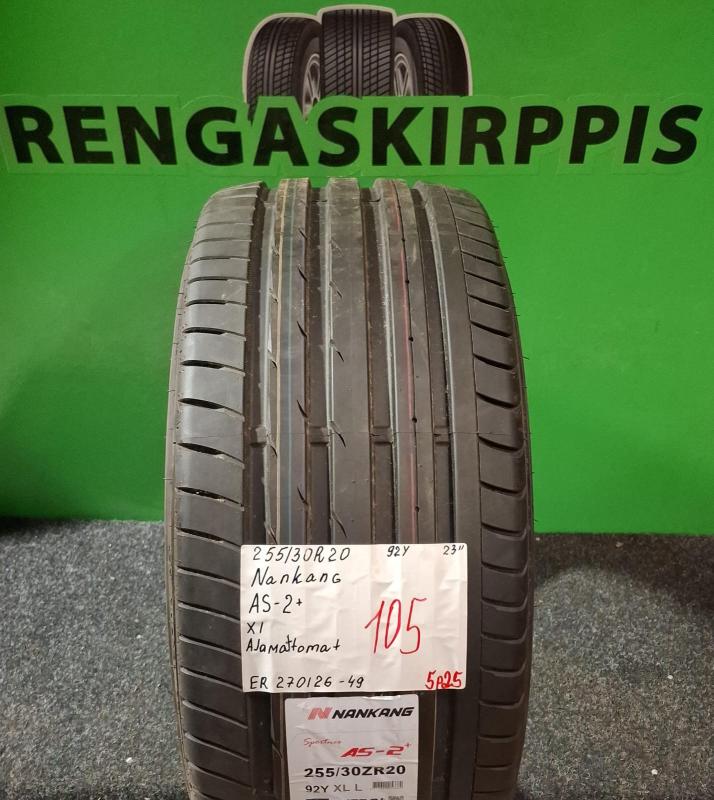 RENGASKIRPPIS
255/30R20 92Y 23"
Nankang
AS-2+
X1
Ajamattomat
105
ER 270126-49 5A25
NANKANG
Sportnex
AS-2+
255/30ZR20
92Y XL L